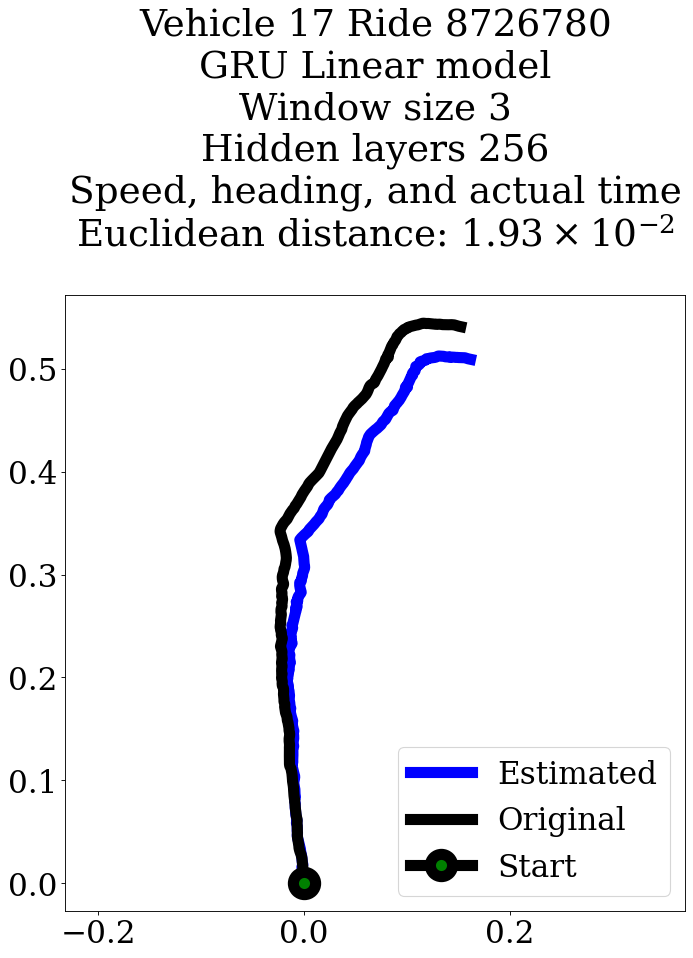 Vehicle 17 Ride 8726780
GRU Linear model
Window size 3
Hidden layers 256
Speed, heading, and actual time
Euclidean distance: 1.93 × 10⁻²
0.5
0.4
0.3
0.2
0.1
0.0
Estimated
Original
Start
−0.2 0.0 0.2